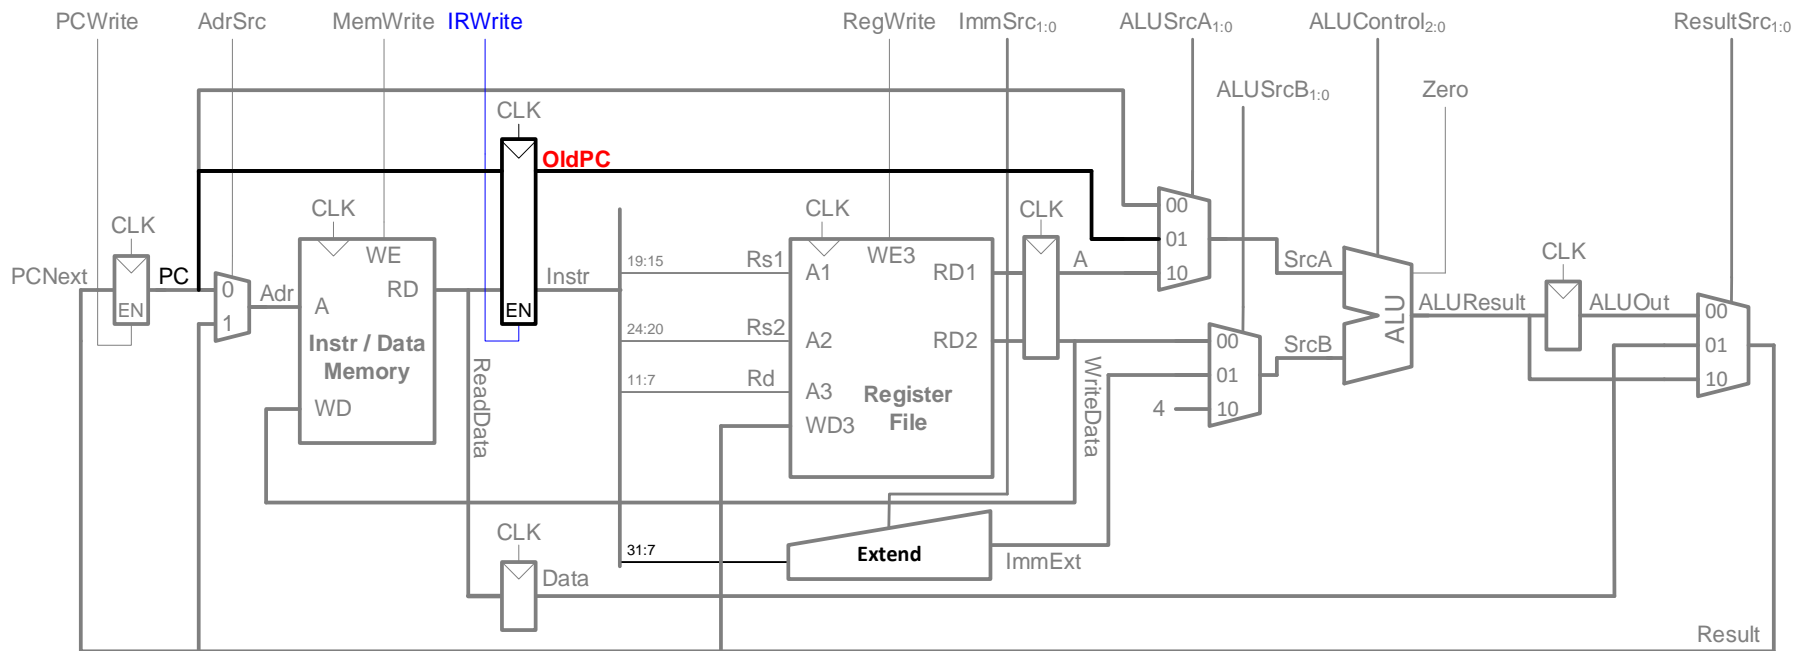 PCWrite AdrSrc MemWrite IRWrite RegWrite ImmSrc1:0 ALUSrcA1:0 ALUControl2:0 ResultSrc1:0
ALUSrcB1:0 Zero
CLK
OldPC
CLK CLK CLK CLK
00
WE WE3
01
CLK
19:15 Rs1 A1 RD1 A 10 SrcA
PCNext PC 0 Adr RD Instr
EN 1 A EN ALUResult ALUOut 00
Instr / Data
Memory
24:20 Rs2 A2 RD2 00 SrcB ALU 01
ReadData
11:7 Rd A3 01 10
Register
File
WD WD3 4 10
WriteData
CLK
31:7 Extend ImmExt
Data
Result